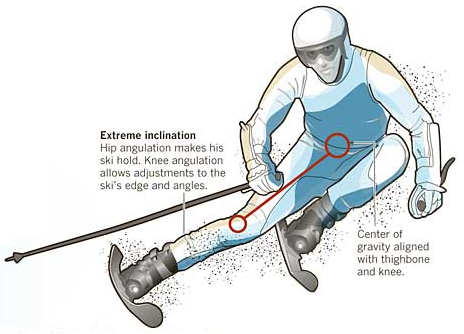 Extreme inclination
Hip angulation makes his
ski hold. Knee angulation
allows adjustments to the
ski's edge and angles.
Center of
gravity aligned
with thighbone
and knee.